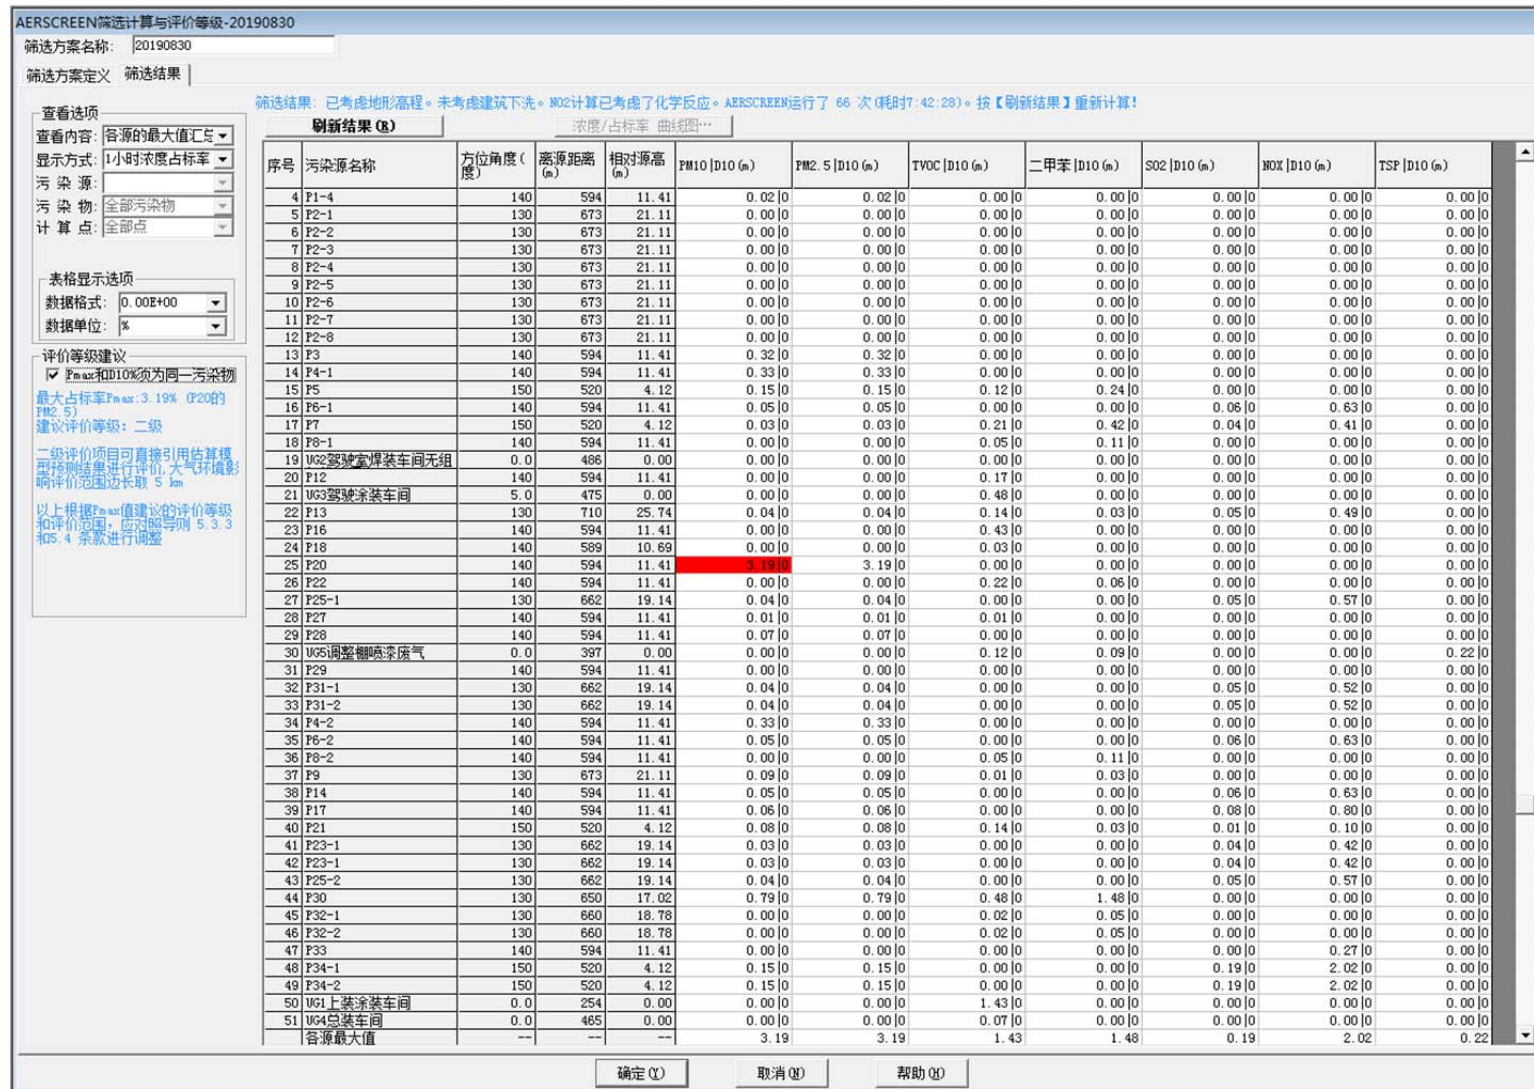 AERSCREEN筛选计算与评价等级-20190830
筛选方案名称: 20190830
筛选方案定义 筛选结果
查看选项
查看内容: 各源的最大值汇总
显示方式: 1小时浓度占标率
污 染 源:
污 染 物: 全部污染物
计 算 点: 全部点
表格显示选项
数据格式: 0.00E+00
数据单位: %
评价等级建议
Pmax和D10%须为同一污染物
最大占标率Pmax:3.19% (P20的
PM2.5)
建议评价等级: 二级
二级评价项目可直接引用估算模
型预测结果进行评价,大气环境影
响评价范围边长取 5 km
以上根据Pmax值建议的评价等级
和评价范围, 应对照导则 5.3.3
和5.4 条款进行调整
筛选结果: 已考虑地形高程。未考虑建筑下洗。NO2计算已考虑了化学反应。AERSCREEN运行了 66 次(耗时7:42:28)。按【刷新结果】重新计算!
刷新结果(R) 浓度/占标率 曲线图…
序号 污染源名称 方位角度(度) 离源距离(m) 相对源高(m) PM10|D10(m) PM2.5|D10(m) TVOC|D10(m) 二甲苯|D10(m) SO2|D10(m) NOX|D10(m) TSP|D10(m)
4 P1-4 140 594 11.41 0.02|0 0.02|0 0.00|0 0.00|0 0.00|0 0.00|0 0.00|0
5 P2-1 130 673 21.11 0.00|0 0.00|0 0.00|0 0.00|0 0.00|0 0.00|0 0.00|0
6 P2-2 130 673 21.11 0.00|0 0.00|0 0.00|0 0.00|0 0.00|0 0.00|0 0.00|0
7 P2-3 130 673 21.11 0.00|0 0.00|0 0.00|0 0.00|0 0.00|0 0.00|0 0.00|0
8 P2-4 130 673 21.11 0.00|0 0.00|0 0.00|0 0.00|0 0.00|0 0.00|0 0.00|0
9 P2-5 130 673 21.11 0.00|0 0.00|0 0.00|0 0.00|0 0.00|0 0.00|0 0.00|0
10 P2-6 130 673 21.11 0.00|0 0.00|0 0.00|0 0.00|0 0.00|0 0.00|0 0.00|0
11 P2-7 130 673 21.11 0.00|0 0.00|0 0.00|0 0.00|0 0.00|0 0.00|0 0.00|0
12 P2-8 130 673 21.11 0.00|0 0.00|0 0.00|0 0.00|0 0.00|0 0.00|0 0.00|0
13 P3 140 594 11.41 0.32|0 0.32|0 0.00|0 0.00|0 0.00|0 0.00|0 0.00|0
14 P4-1 140 594 11.41 0.33|0 0.33|0 0.00|0 0.00|0 0.00|0 0.00|0 0.00|0
15 P5 150 520 4.12 0.15|0 0.15|0 0.12|0 0.24|0 0.00|0 0.00|0 0.00|0
16 P6-1 140 594 11.41 0.05|0 0.05|0 0.00|0 0.00|0 0.06|0 0.63|0 0.00|0
17 P7 150 520 4.12 0.03|0 0.03|0 0.21|0 0.42|0 0.04|0 0.41|0 0.00|0
18 P8-1 140 594 11.41 0.00|0 0.00|0 0.05|0 0.11|0 0.00|0 0.00|0 0.00|0
19 UG2驾驶室焊装车间无组 0.0 486 0.00 0.00|0 0.00|0 0.00|0 0.00|0 0.00|0 0.00|0 0.00|0
20 P12 140 594 11.41 0.00|0 0.00|0 0.17|0 0.00|0 0.00|0 0.00|0 0.00|0
21 UG3驾驶涂装车间 5.0 475 0.00 0.00|0 0.00|0 0.48|0 0.00|0 0.00|0 0.00|0 0.00|0
22 P13 130 710 25.74 0.04|0 0.04|0 0.14|0 0.03|0 0.05|0 0.49|0 0.00|0
23 P16 140 594 11.41 0.00|0 0.00|0 0.43|0 0.00|0 0.00|0 0.00|0 0.00|0
24 P18 140 589 10.69 0.00|0 0.00|0 0.03|0 0.00|0 0.00|0 0.00|0 0.00|0
25 P20 140 594 11.41 3.19|0 3.19|0 0.00|0 0.00|0 0.00|0 0.00|0 0.00|0
26 P22 140 594 11.41 0.00|0 0.00|0 0.22|0 0.06|0 0.00|0 0.00|0 0.00|0
27 P25-1 130 662 19.14 0.04|0 0.04|0 0.00|0 0.00|0 0.05|0 0.57|0 0.00|0
28 P27 140 594 11.41 0.01|0 0.01|0 0.01|0 0.00|0 0.00|0 0.00|0 0.00|0
29 P28 140 594 11.41 0.07|0 0.07|0 0.00|0 0.00|0 0.00|0 0.00|0 0.00|0
30 UG5调整棚喷漆废气 0.0 397 0.00 0.00|0 0.00|0 0.12|0 0.09|0 0.00|0 0.00|0 0.22|0
31 P29 140 594 11.41 0.00|0 0.00|0 0.00|0 0.00|0 0.00|0 0.00|0 0.00|0
32 P31-1 130 662 19.14 0.04|0 0.04|0 0.00|0 0.00|0 0.05|0 0.52|0 0.00|0
33 P31-2 130 662 19.14 0.04|0 0.04|0 0.00|0 0.00|0 0.05|0 0.52|0 0.00|0
34 P4-2 140 594 11.41 0.33|0 0.33|0 0.00|0 0.00|0 0.00|0 0.00|0 0.00|0
35 P6-2 140 594 11.41 0.05|0 0.05|0 0.00|0 0.00|0 0.06|0 0.63|0 0.00|0
36 P8-2 140 594 11.41 0.00|0 0.00|0 0.05|0 0.11|0 0.00|0 0.00|0 0.00|0
37 P9 130 673 21.11 0.09|0 0.09|0 0.01|0 0.03|0 0.00|0 0.00|0 0.00|0
38 P14 140 594 11.41 0.05|0 0.05|0 0.00|0 0.00|0 0.06|0 0.63|0 0.00|0
39 P17 140 594 11.41 0.06|0 0.06|0 0.00|0 0.00|0 0.08|0 0.80|0 0.00|0
40 P21 150 520 4.12 0.08|0 0.08|0 0.14|0 0.03|0 0.01|0 0.10|0 0.00|0
41 P23-1 130 662 19.14 0.03|0 0.03|0 0.00|0 0.00|0 0.04|0 0.42|0 0.00|0
42 P23-1 130 662 19.14 0.03|0 0.03|0 0.00|0 0.00|0 0.04|0 0.42|0 0.00|0
43 P25-2 130 662 19.14 0.04|0 0.04|0 0.00|0 0.00|0 0.05|0 0.57|0 0.00|0
44 P30 130 650 17.02 0.79|0 0.79|0 0.48|0 1.48|0 0.00|0 0.00|0 0.00|0
45 P32-1 130 660 18.78 0.00|0 0.00|0 0.02|0 0.05|0 0.00|0 0.00|0 0.00|0
46 P32-2 130 660 18.78 0.00|0 0.00|0 0.02|0 0.05|0 0.00|0 0.00|0 0.00|0
47 P33 140 594 11.41 0.00|0 0.00|0 0.00|0 0.00|0 0.00|0 0.27|0 0.00|0
48 P34-1 150 520 4.12 0.15|0 0.15|0 0.00|0 0.00|0 0.19|0 2.02|0 0.00|0
49 P34-2 150 520 4.12 0.15|0 0.15|0 0.00|0 0.00|0 0.19|0 2.02|0 0.00|0
50 UG1上装涂装车间 0.0 254 0.00 0.00|0 0.00|0 1.43|0 0.00|0 0.00|0 0.00|0 0.00|0
51 UG4总装车间 0.0 465 0.00 0.00|0 0.00|0 0.07|0 0.00|0 0.00|0 0.00|0 0.00|0
各源最大值 -- -- -- 3.19 3.19 1.43 1.48 0.19 2.02 0.22
确定(Y) 取消(N) 帮助(H)